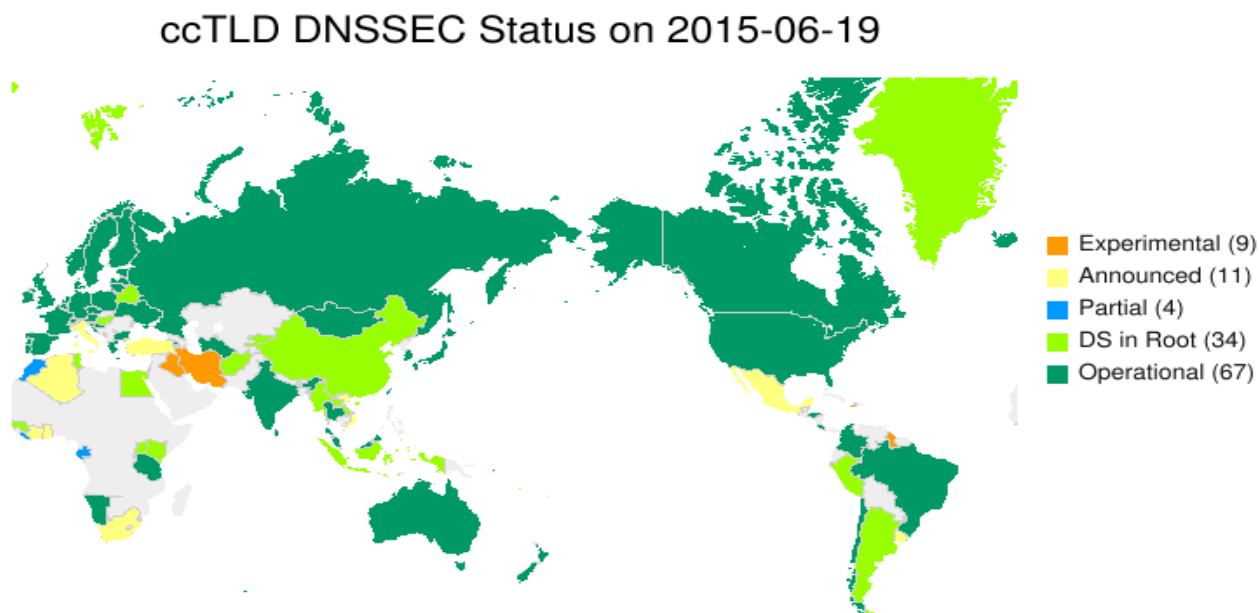 ccTLD DNSSEC Status on 2015-06-19
Experimental (9)
Announced (11)
Partial (4)
DS in Root (34)
Operational (67)